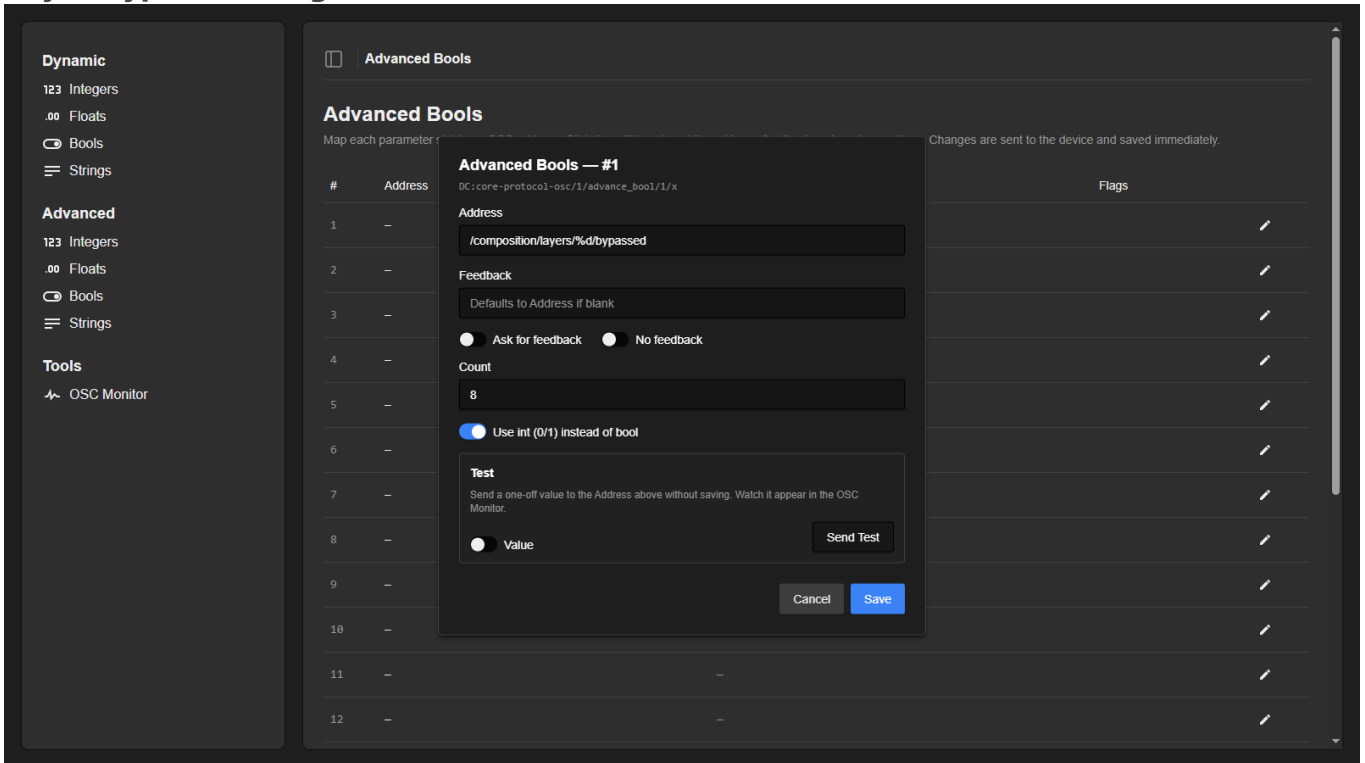 Dynamic
123 Integers
.00 Floats
Bools
Strings
Advanced
123 Integers
.00 Floats
Bools
Strings
Tools
OSC Monitor
Advanced Bools
Advanced Bools
Map each parameter
Changes are sent to the device and saved immediately.
# Address Flags
1 –
2 –
3 –
4 –
5 –
6 –
7 –
8 –
9 –
10 –
11 – –
12 – –
Advanced Bools — #1
DC:core-protocol-osc/1/advance_bool/1/x
Address
/composition/layers/%d/bypassed
Feedback
Defaults to Address if blank
Ask for feedback No feedback
Count
8
Use int (0/1) instead of bool
Test
Send a one-off value to the Address above without saving. Watch it appear in the OSC
Monitor.
Value Send Test
Cancel Save